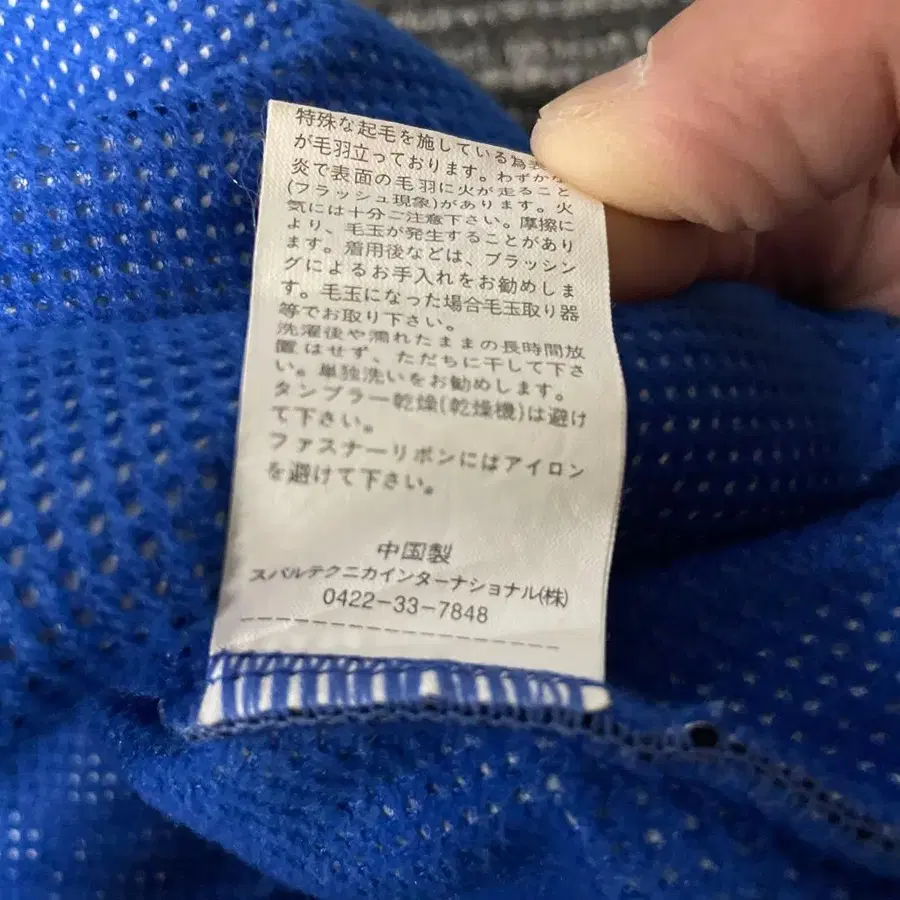 特殊な起毛を施している為表
が毛羽立っております。わずかな
炎で表面の毛羽に火が走ること
(フラッシュ現象)があります。火
気には十分ご注意下さい。摩擦に
より、毛玉が発生することがあり
ます。着用後などは、ブラッシン
グによるお手入れをお勧めしま
す。毛玉になった場合毛玉取り器
等でお取り下さい。
洗濯後や濡れたままの長時間放
置はせず、ただちに干して下さ
い。単独洗いをお勧めします。
タンブラー乾燥(乾燥機)は避け
て下さい。
ファスナーリボンにはアイロン
を避けて下さい。
中国製
スバルテクニカインターナショナル(株)
0422-33-7848